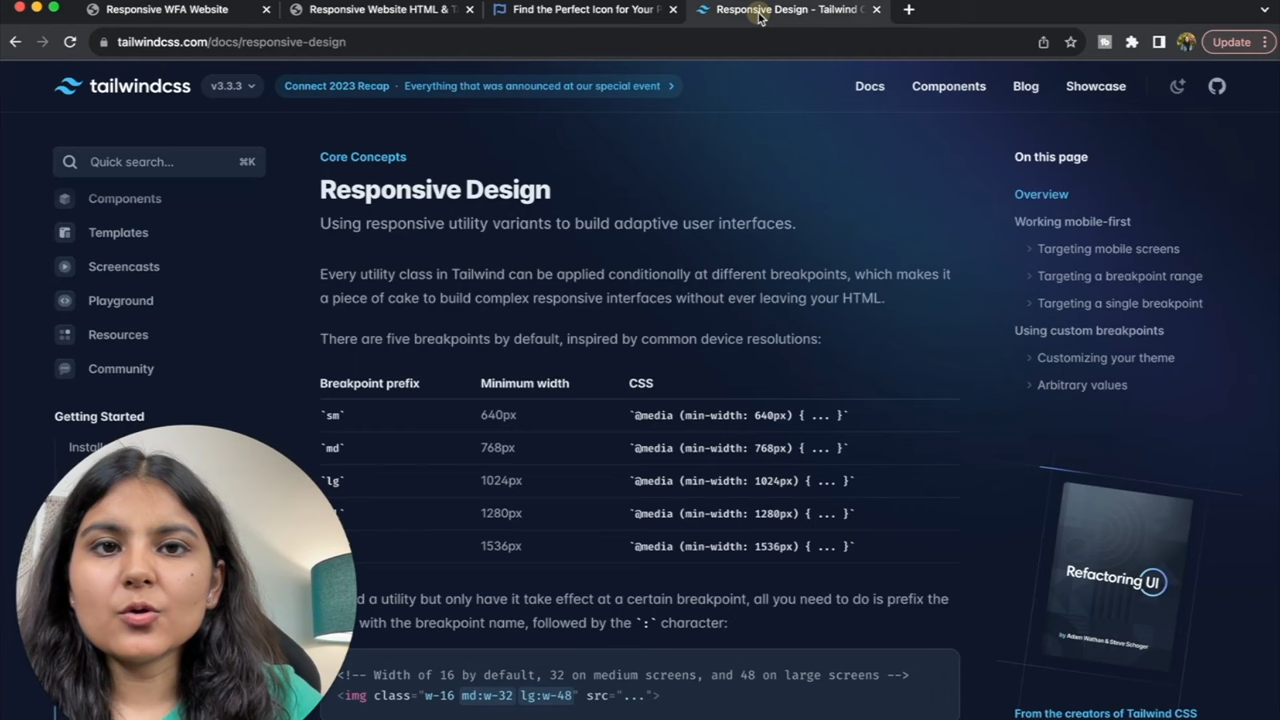 Responsive WFA Website
Responsive Website HTML & T
Find the Perfect Icon for Your P
Responsive Design - Tailwind C
tailwindcss.com/docs/responsive-design
Update
tailwindcss
v3.3.3
Connect 2023 Recap · Everything that was announced at our special event
Docs
Components
Blog
Showcase
Quick search...
⌘K
Components
Templates
Screencasts
Playground
Resources
Community
Getting Started
Install
Core Concepts
Responsive Design
Using responsive utility variants to build adaptive user interfaces.
Every utility class in Tailwind can be applied conditionally at different breakpoints, which makes it
a piece of cake to build complex responsive interfaces without ever leaving your HTML.
There are five breakpoints by default, inspired by common device resolutions:
Breakpoint prefix Minimum width CSS
`sm` 640px `@media (min-width: 640px) { ... }`
`md` 768px `@media (min-width: 768px) { ... }`
`lg` 1024px `@media (min-width: 1024px) { ... }`
1280px `@media (min-width: 1280px) { ... }`
1536px `@media (min-width: 1536px) { ... }`
d a utility but only have it take effect at a certain breakpoint, all you need to do is prefix the
with the breakpoint name, followed by the `:` character:
<!-- Width of 16 by default, 32 on medium screens, and 48 on large screens -->
<img class="w-16 md:w-32 lg:w-48" src="...">
On this page
Overview
Working mobile-first
Targeting mobile screens
Targeting a breakpoint range
Targeting a single breakpoint
Using custom breakpoints
Customizing your theme
Arbitrary values
Refactoring UI
by Adam Wathan & Steve Schoger
From the creators of Tailwind CSS